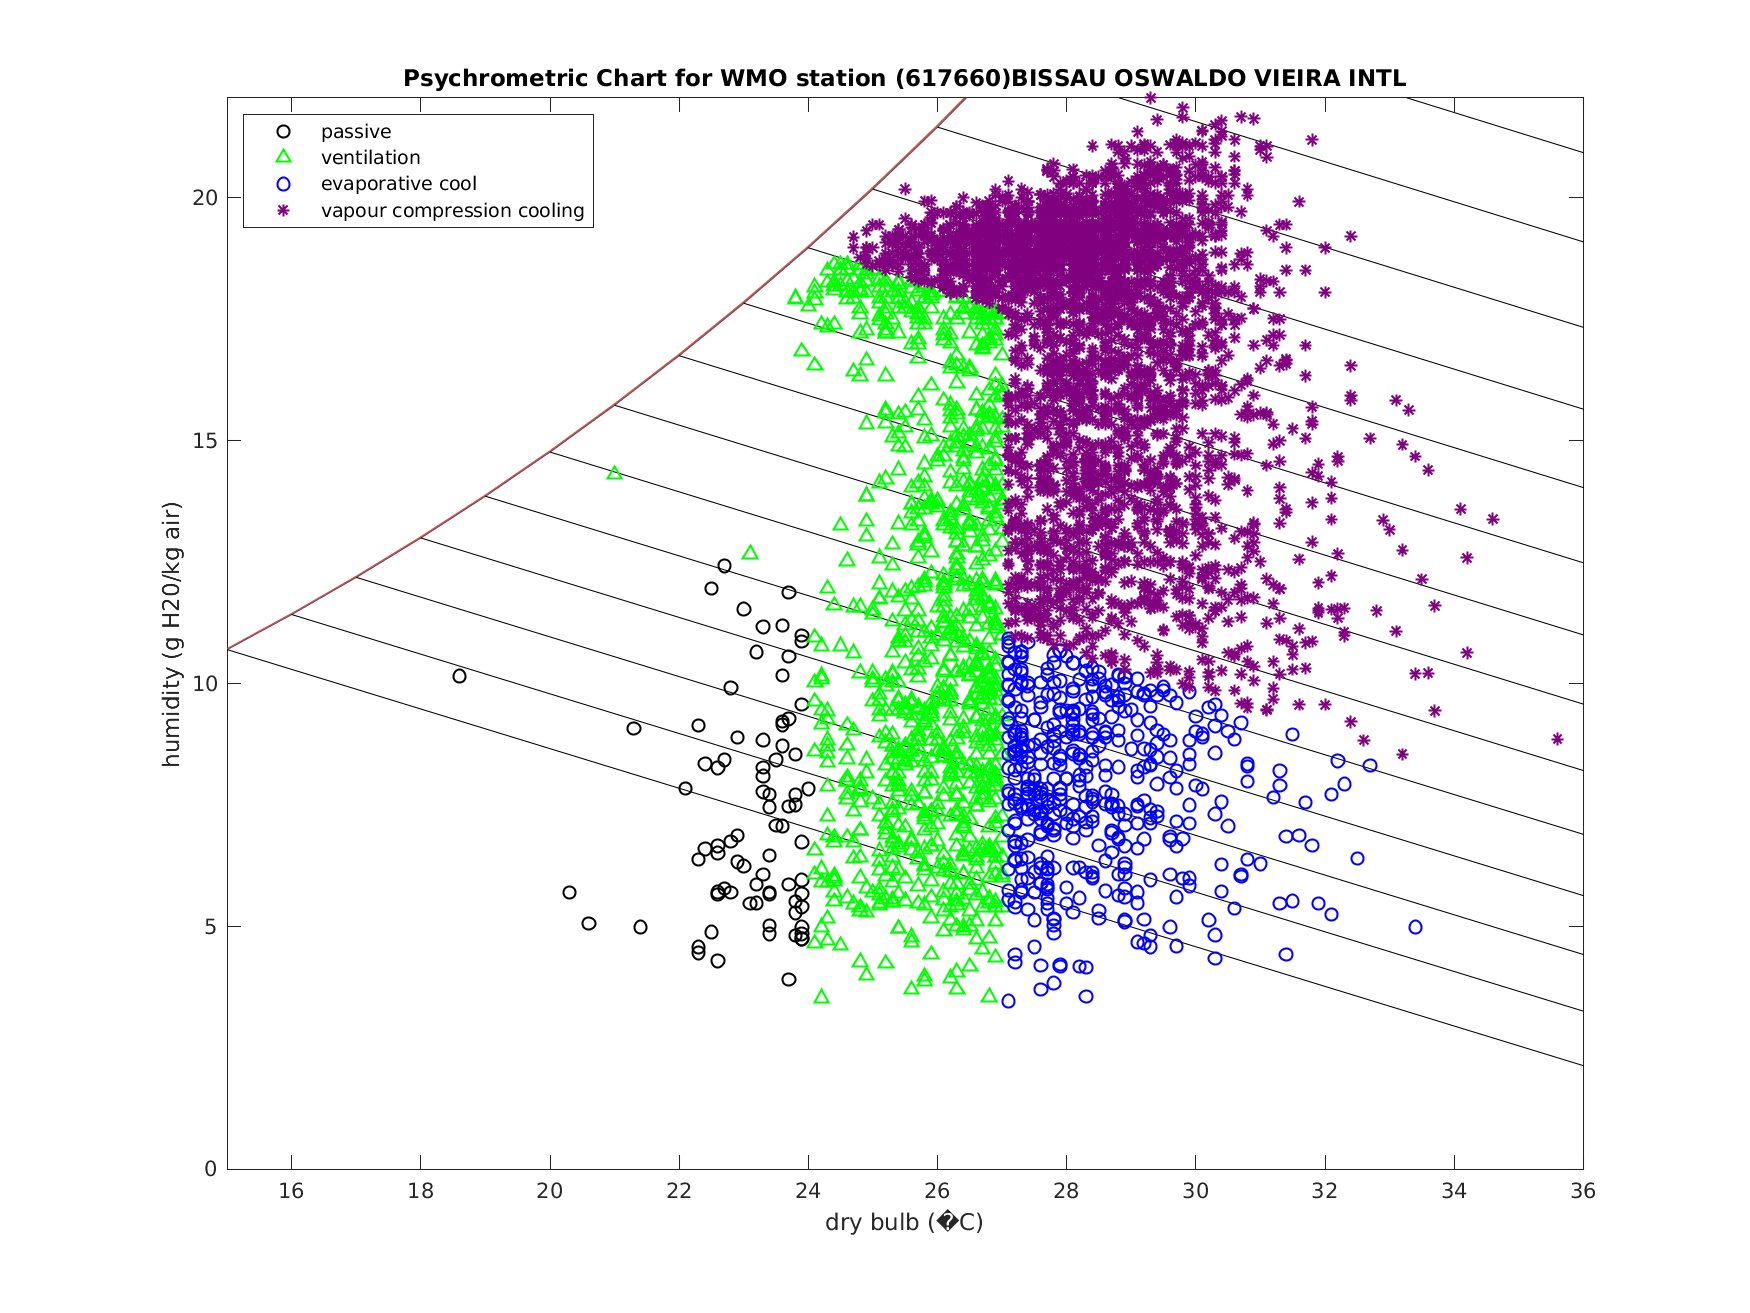 Psychrometric Chart for WMO station (617660)BISSAU OSWALDO VIEIRA INTL
passive
ventilation
evaporative cool
vapour compression cooling
humidity (g H20/kg air)
20
15
10
5
0
16 18 20 22 24 26 28 30 32 34 36
dry bulb (�C)